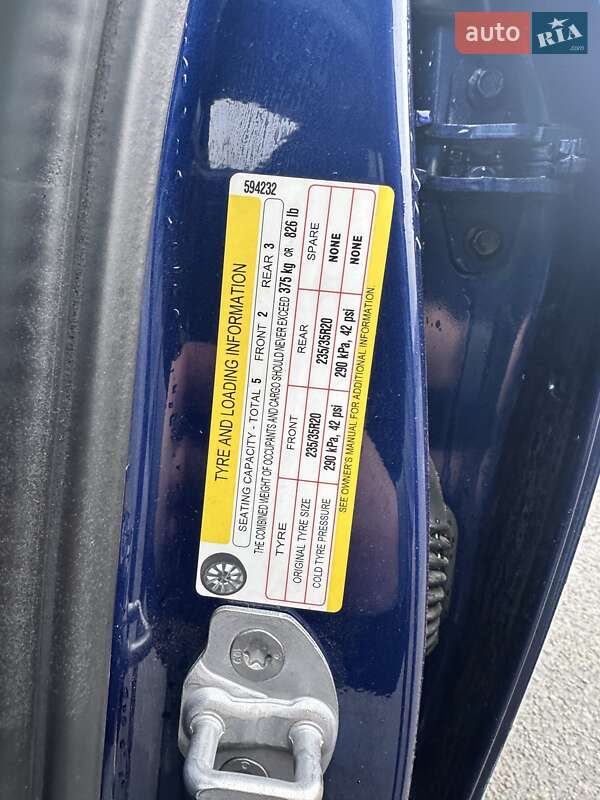 auto RIA.com
594232
TYRE AND LOADING INFORMATION
SEATING CAPACITY - TOTAL 5 FRONT 2 REAR 3
THE COMBINED WEIGHT OF OCCUPANTS AND CARGO SHOULD NEVER EXCEED 375 kg OR 826 lb
TYRE FRONT REAR SPARE
ORIGINAL TYRE SIZE 235/35R20 235/35R20 NONE
COLD TYRE PRESSURE 290 kPa, 42 psi 290 kPa, 42 psi NONE
SEE OWNER'S MANUAL FOR ADDITIONAL INFORMATION.